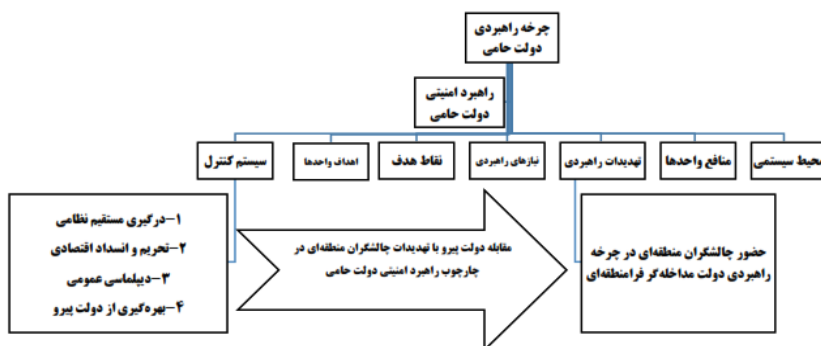 چرخه راهبردی
دولت حامی
راهبرد امنیتی
دولت حامی
محیط سیستمی
منافع واحدها
تهدیدات راهبردی
نیازهای راهبردی
نقاط هدف
اهداف واحدها
سیستم کنترل
حضور چالشگران منطقه‌ای در چرخه
راهبردی دولت مداخله‌گر فرامنطقه‌ای
مقابله دولت پیرو با تهدیدات چالشگران منطقه‌ای در
چارچوب راهبرد امنیتی دولت حامی
۱-درگیری مستقیم نظامی
۲-تحریم و انسداد اقتصادی
۳-دیپلماسی عمومی
۴-بهره‌گیری از دولت پیرو